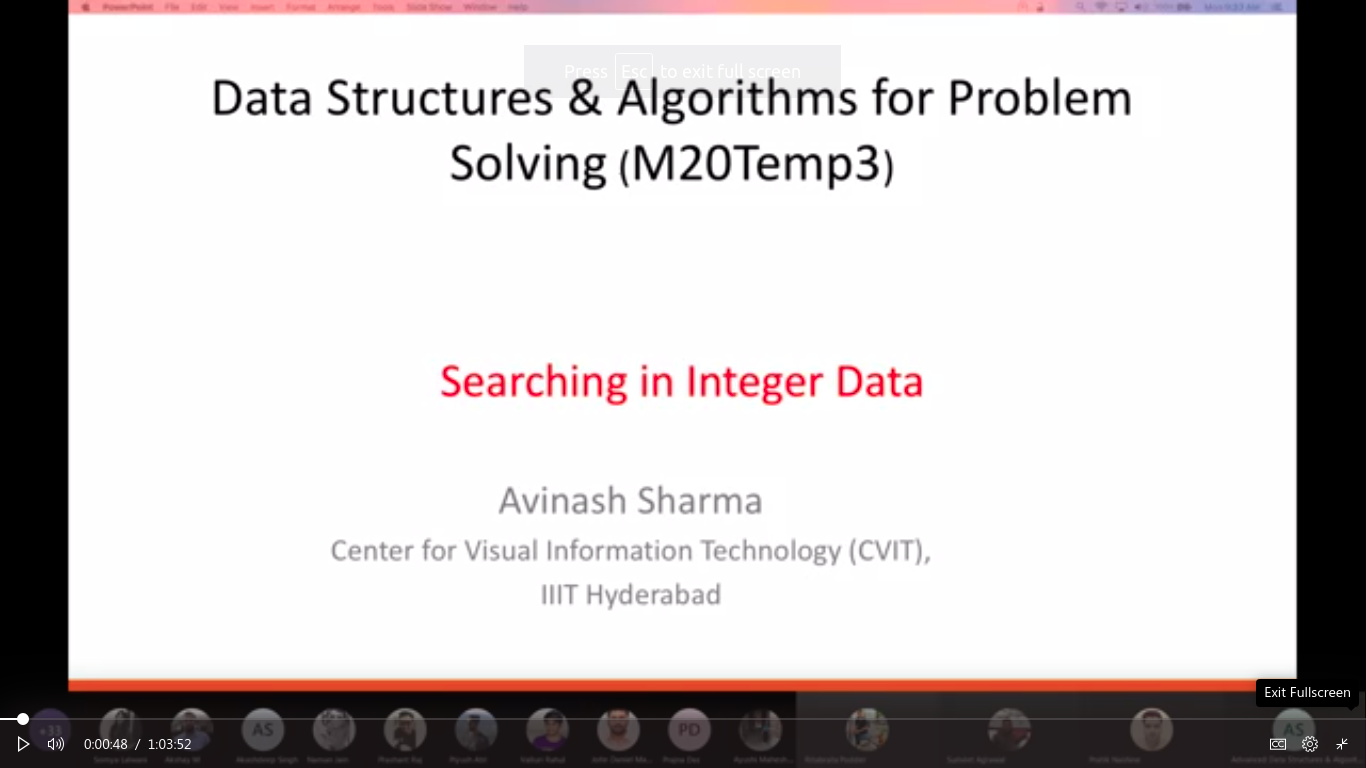 PowerPoint File Edit View Insert Format Arrange Tools Slide Show Window Help
Press Esc to exit full screen
Data Structures & Algorithms for Problem
Solving (M20Temp3)
Searching in Integer Data
Avinash Sharma
Center for Visual Information Technology (CVIT),
IIIT Hyderabad
Exit Fullscreen
+33
AS
PD
AS
0:00:48 / 1:03:52
CC